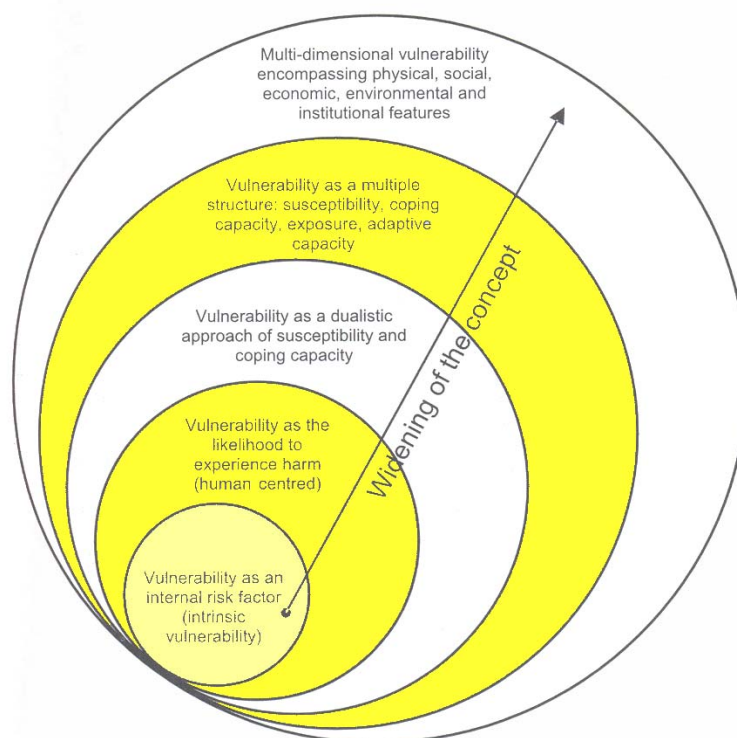 Multi-dimensional vulnerability
encompassing physical, social,
economic, environmental and
institutional features
Vulnerability as a multiple
structure: susceptibility, coping
capacity, exposure, adaptive
capacity
Vulnerability as a dualistic
approach of susceptibility and
coping capacity
Vulnerability as the
likelihood to
experience harm
(human centred)
Vulnerability as an
internal risk factor
(intrinsic
vulnerability)
Widening of the concept